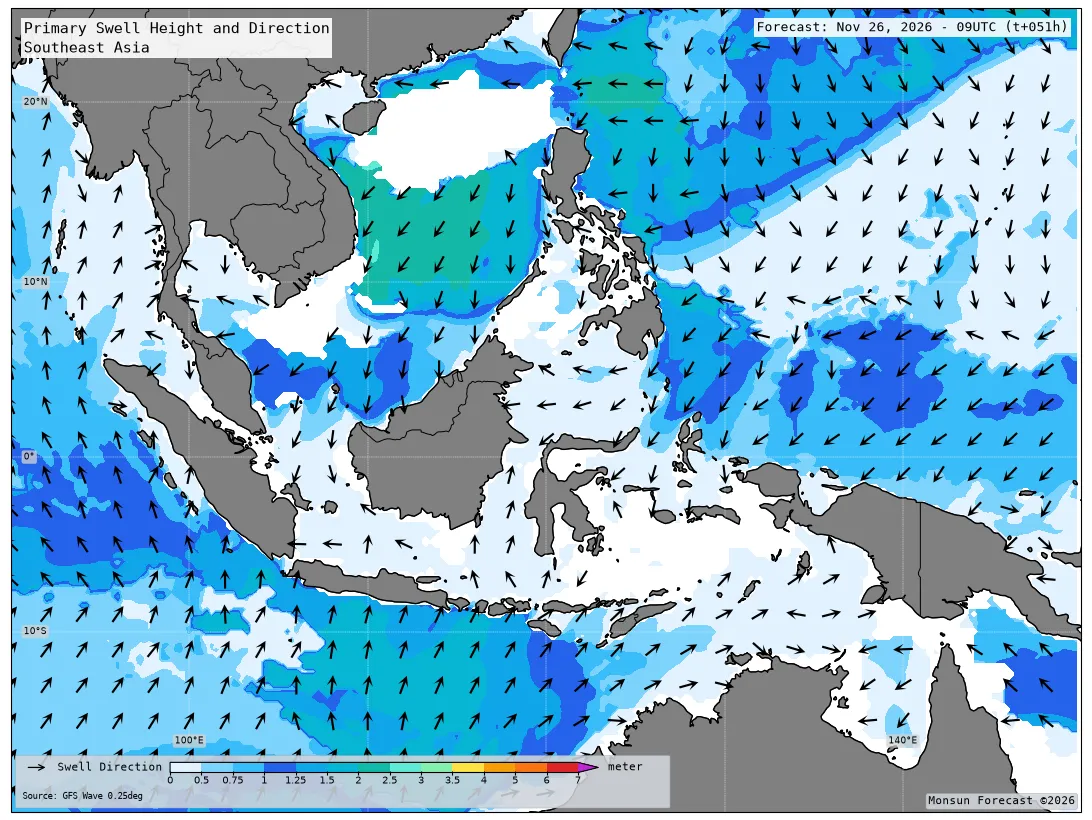 Primary Swell Height and Direction
Southeast Asia
Forecast: Nov 26, 2026 - 09UTC (t+051h)
20°N
10°N
0°
10°S
100°E
140°E
Swell Direction
0 0.5 0.75 1 1.25 1.5 2 2.5 3 3.5 4 5 6 7
meter
Source: GFS Wave 0.25deg
Monsun Forecast ©2026